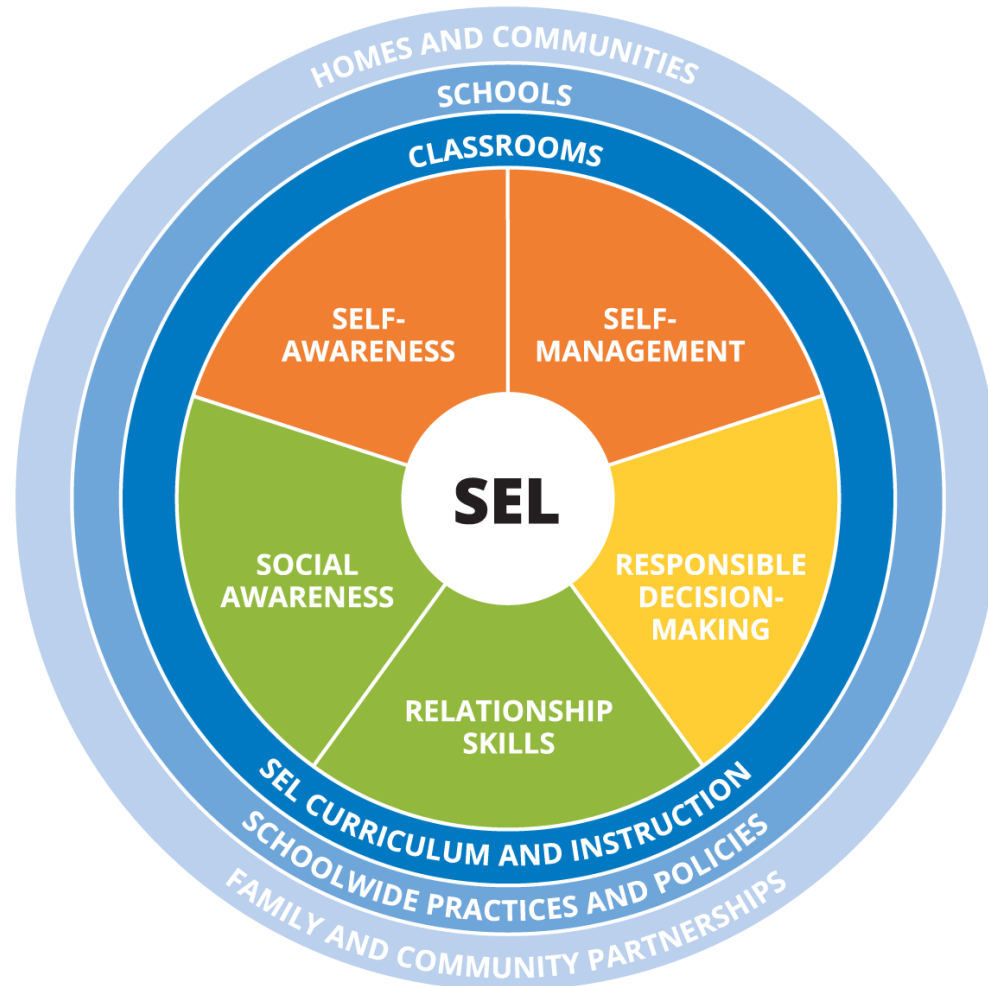 HOMES AND COMMUNITIES
SCHOOLS
CLASSROOMS
SELF-
AWARENESS
SELF-
MANAGEMENT
SEL
SOCIAL
AWARENESS
RESPONSIBLE
DECISION-
MAKING
RELATIONSHIP
SKILLS
SEL CURRICULUM AND INSTRUCTION
SCHOOLWIDE PRACTICES AND POLICIES
FAMILY AND COMMUNITY PARTNERSHIPS